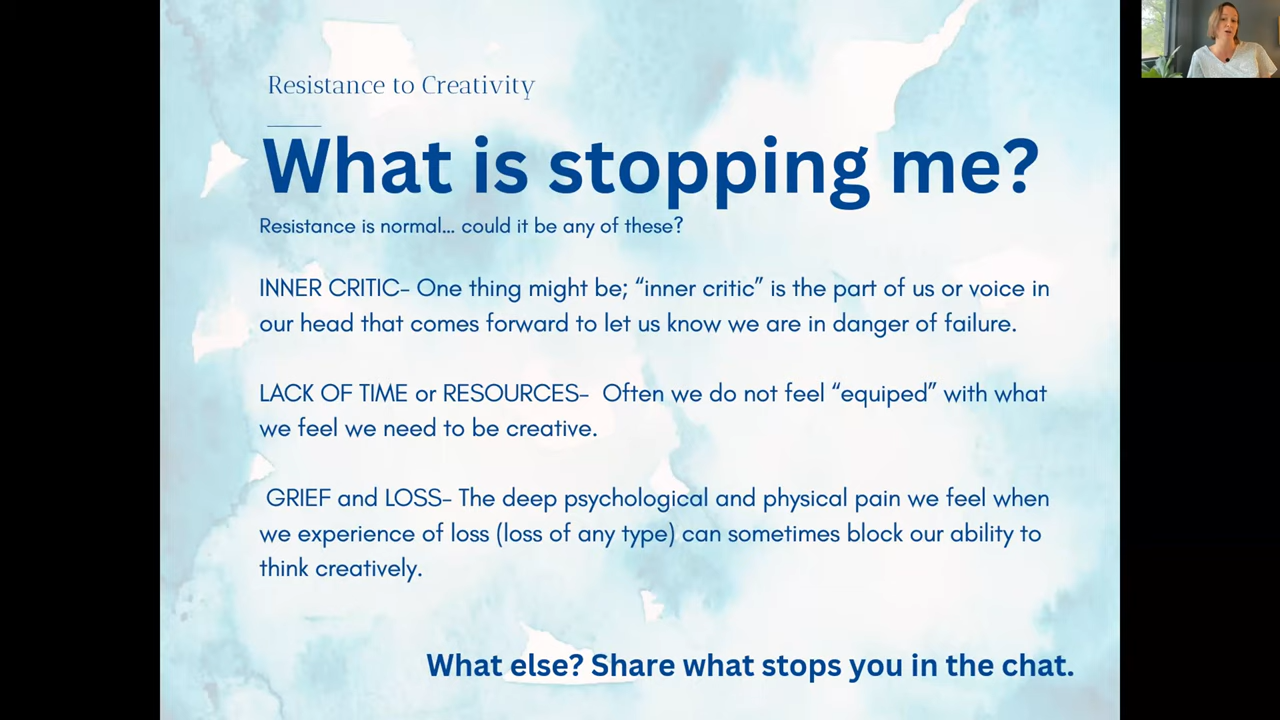 Resistance to Creativity
What is stopping me?
Resistance is normal... could it be any of these?
INNER CRITIC- One thing might be; “inner critic” is the part of us or voice in
our head that comes forward to let us know we are in danger of failure.
LACK OF TIME or RESOURCES- Often we do not feel “equiped” with what
we feel we need to be creative.
GRIEF and LOSS- The deep psychological and physical pain we feel when
we experience of loss (loss of any type) can sometimes block our ability to
think creatively.
What else? Share what stops you in the chat.